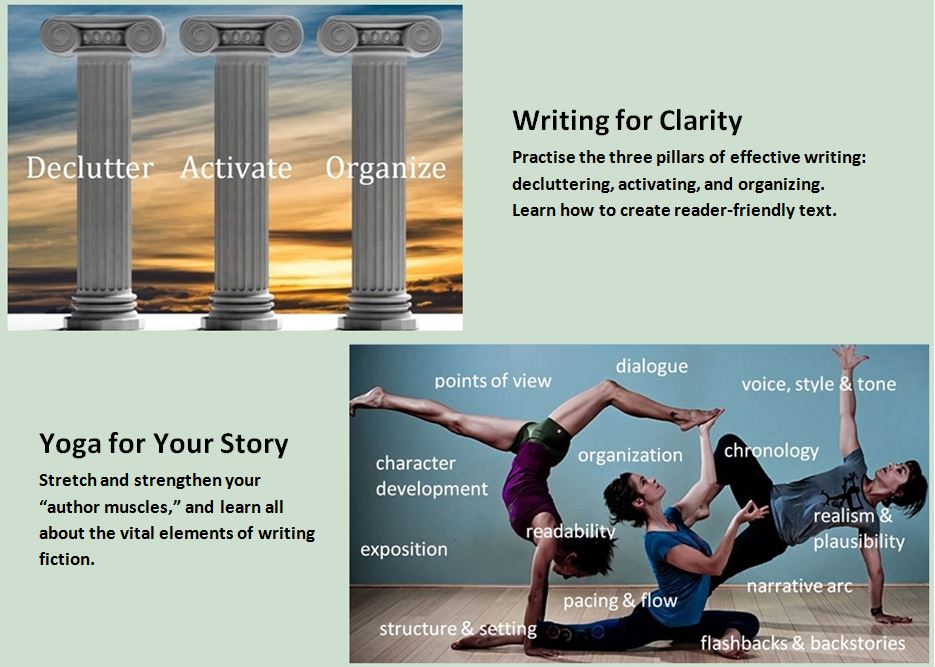 Declutter Activate Organize
Writing for Clarity
Practise the three pillars of effective writing:
decluttering, activating, and organizing.
Learn how to create reader-friendly text.
Yoga for Your Story
Stretch and strengthen your
“author muscles,” and learn all
about the vital elements of writing
fiction.
dialogue
points of view
voice, style & tone
chronology
organization
character
development
realism &
plausibility
readability
exposition
narrative arc
pacing & flow
structure & setting
flashbacks & backstories